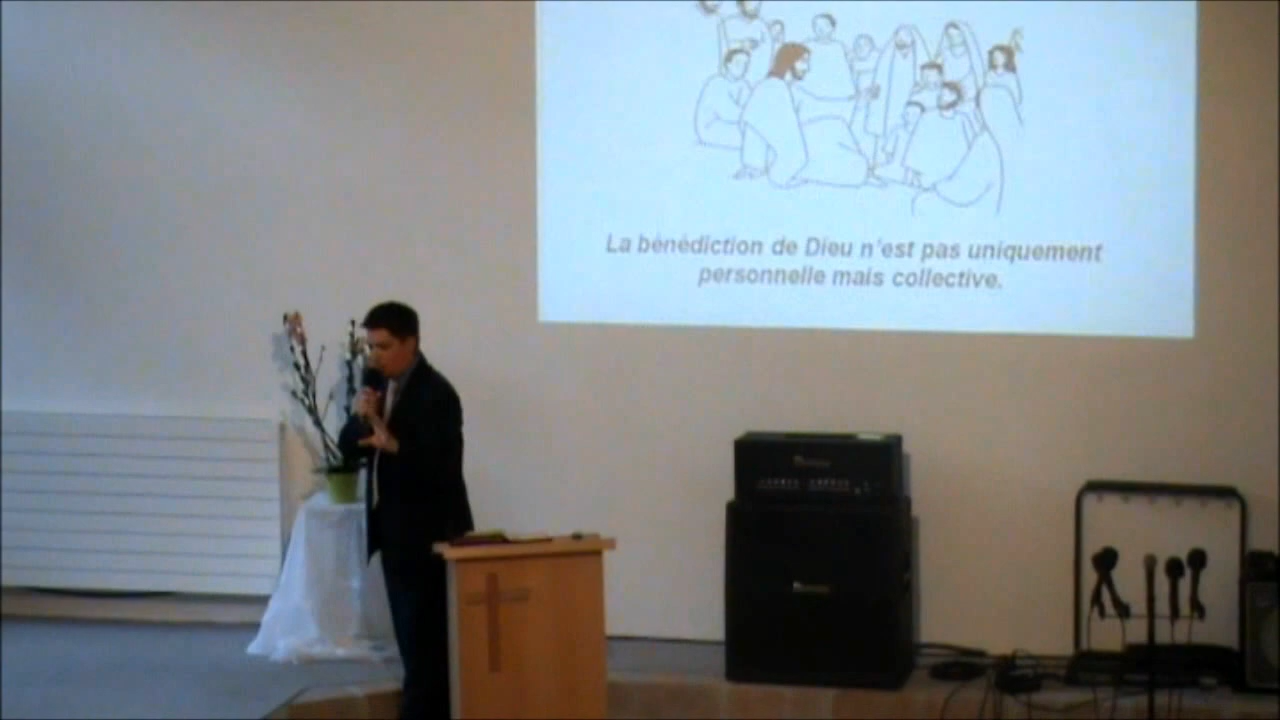 La bénédiction de Dieu n'est pas uniquement
personnelle mais collective.